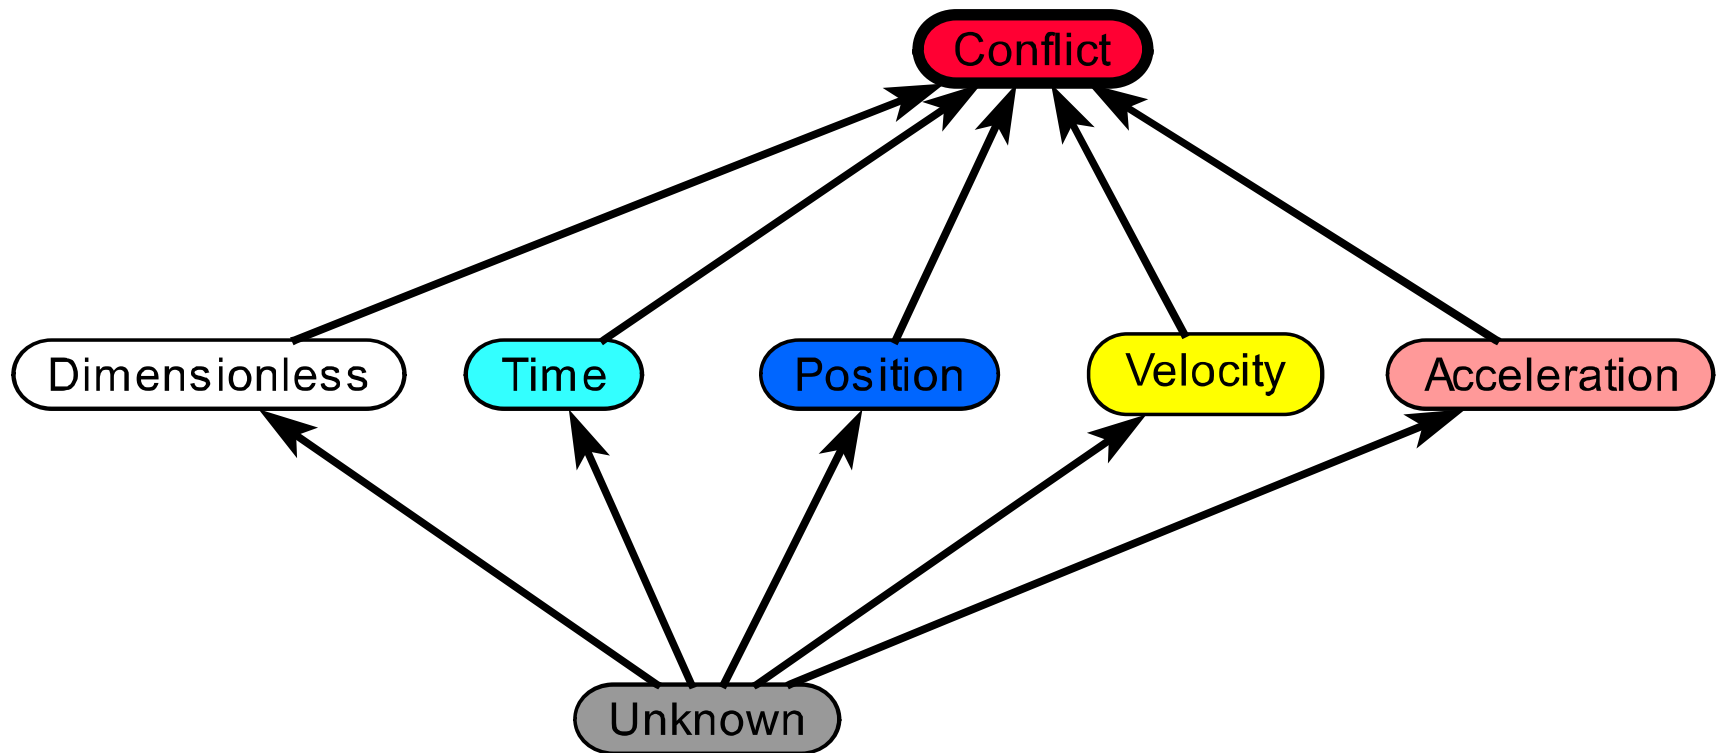 Conflict
Dimensionless
Time
Position
Velocity
Acceleration
Unknown